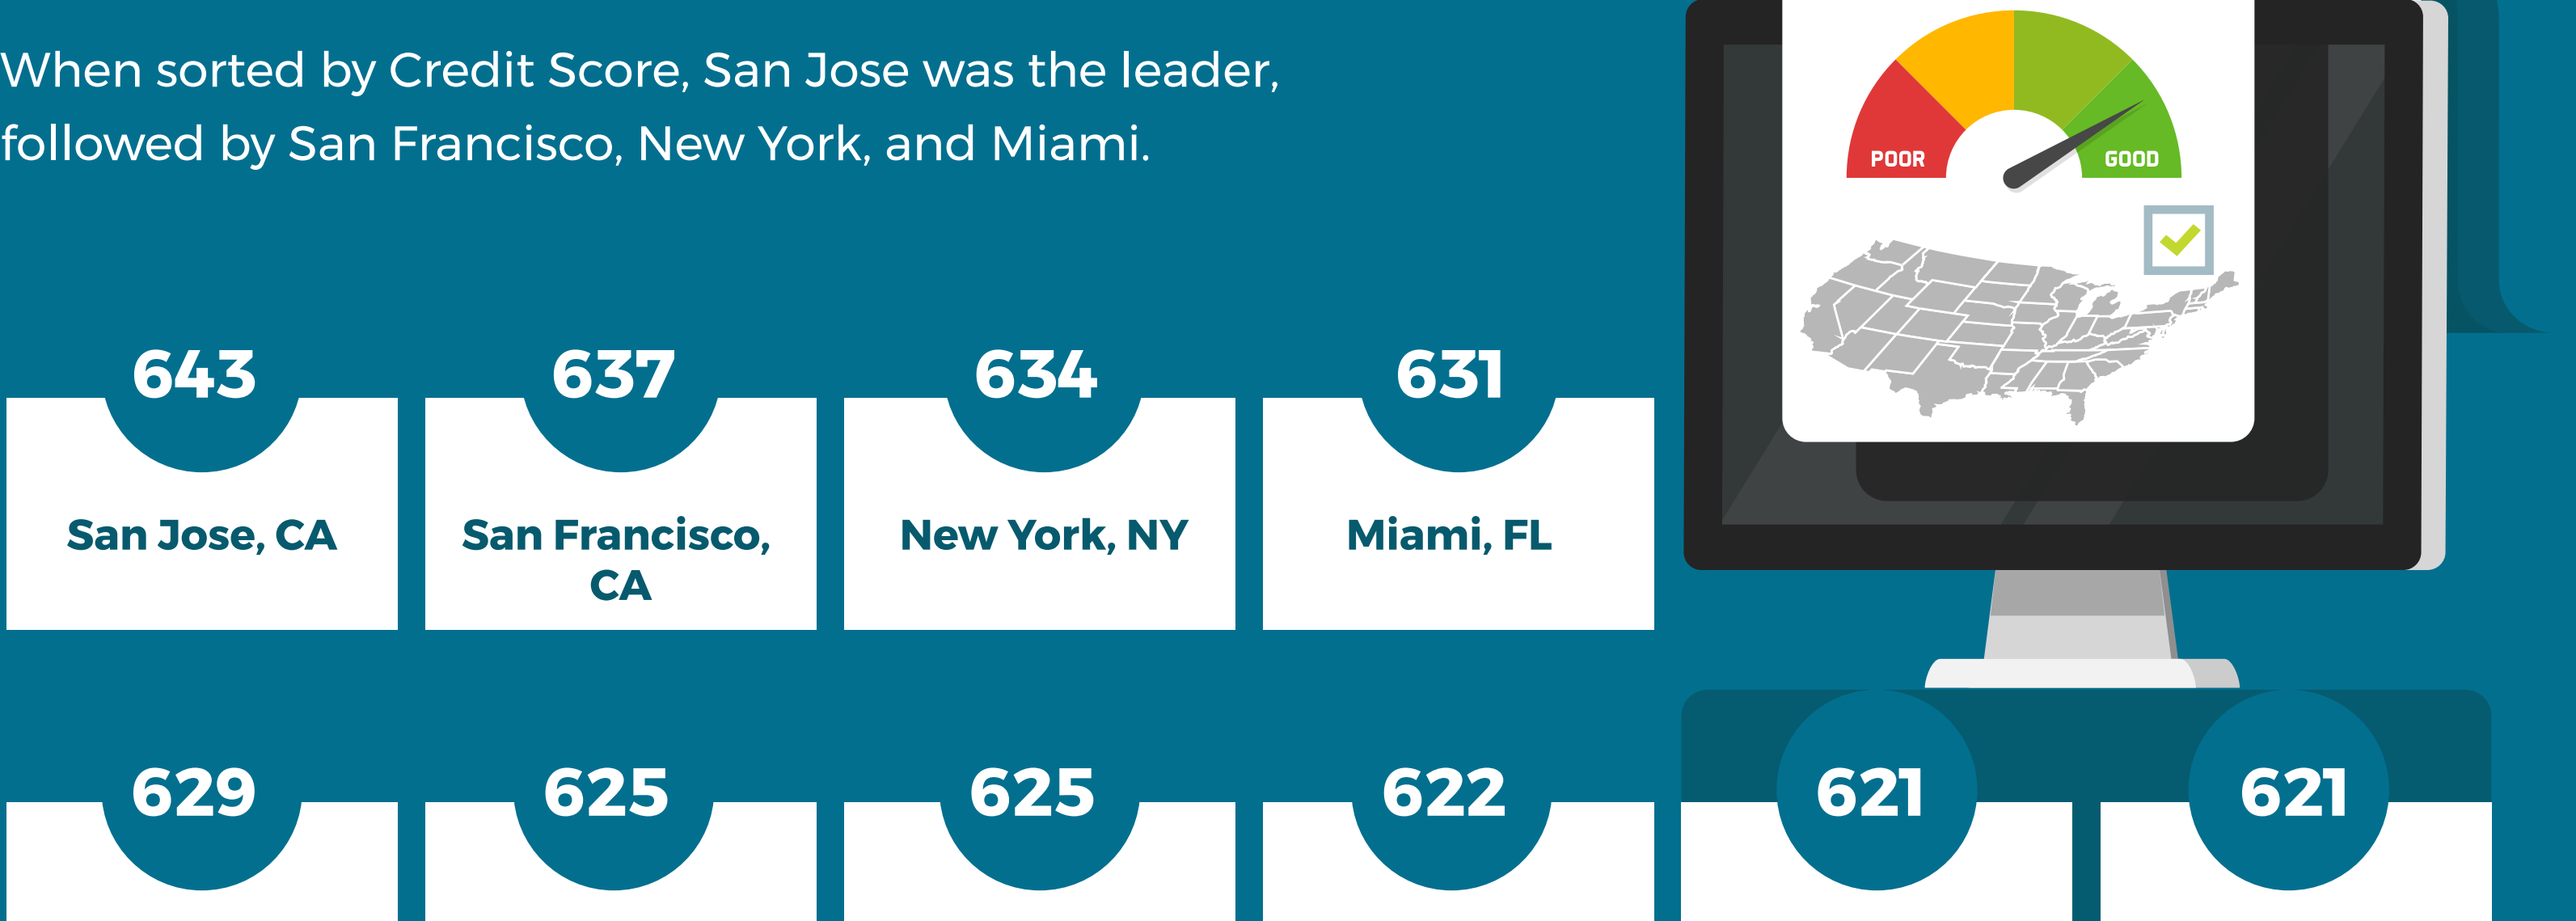 When sorted by Credit Score, San Jose was the leader,
followed by San Francisco, New York, and Miami.
POOR
GOOD
643
San Jose, CA
637
San Francisco,
CA
634
New York, NY
631
Miami, FL
629
625
625
622
621
621